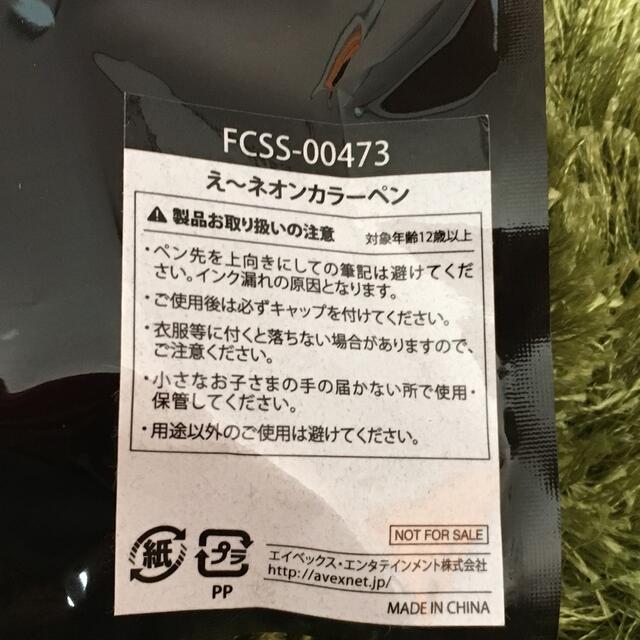 FCSS-00473
え〜ネオンカラーペン
⚠ 製品お取り扱いの注意 対象年齢12歳以上
・ペン先を上向きにしての筆記は避けてくだ
さい。インク漏れの原因となります。
・ご使用後は必ずキャップを付けてください。
・衣服等に付くと落ちない場合がありますので、
ご注意ください。
・小さなお子さまの手の届かない所で使用・
保管してください。
・用途以外のご使用は避けてください。
NOT FOR SALE
紙 プラ エイベックス・エンタテインメント株式会社
PP http://avexnet.jp/
MADE IN CHINA